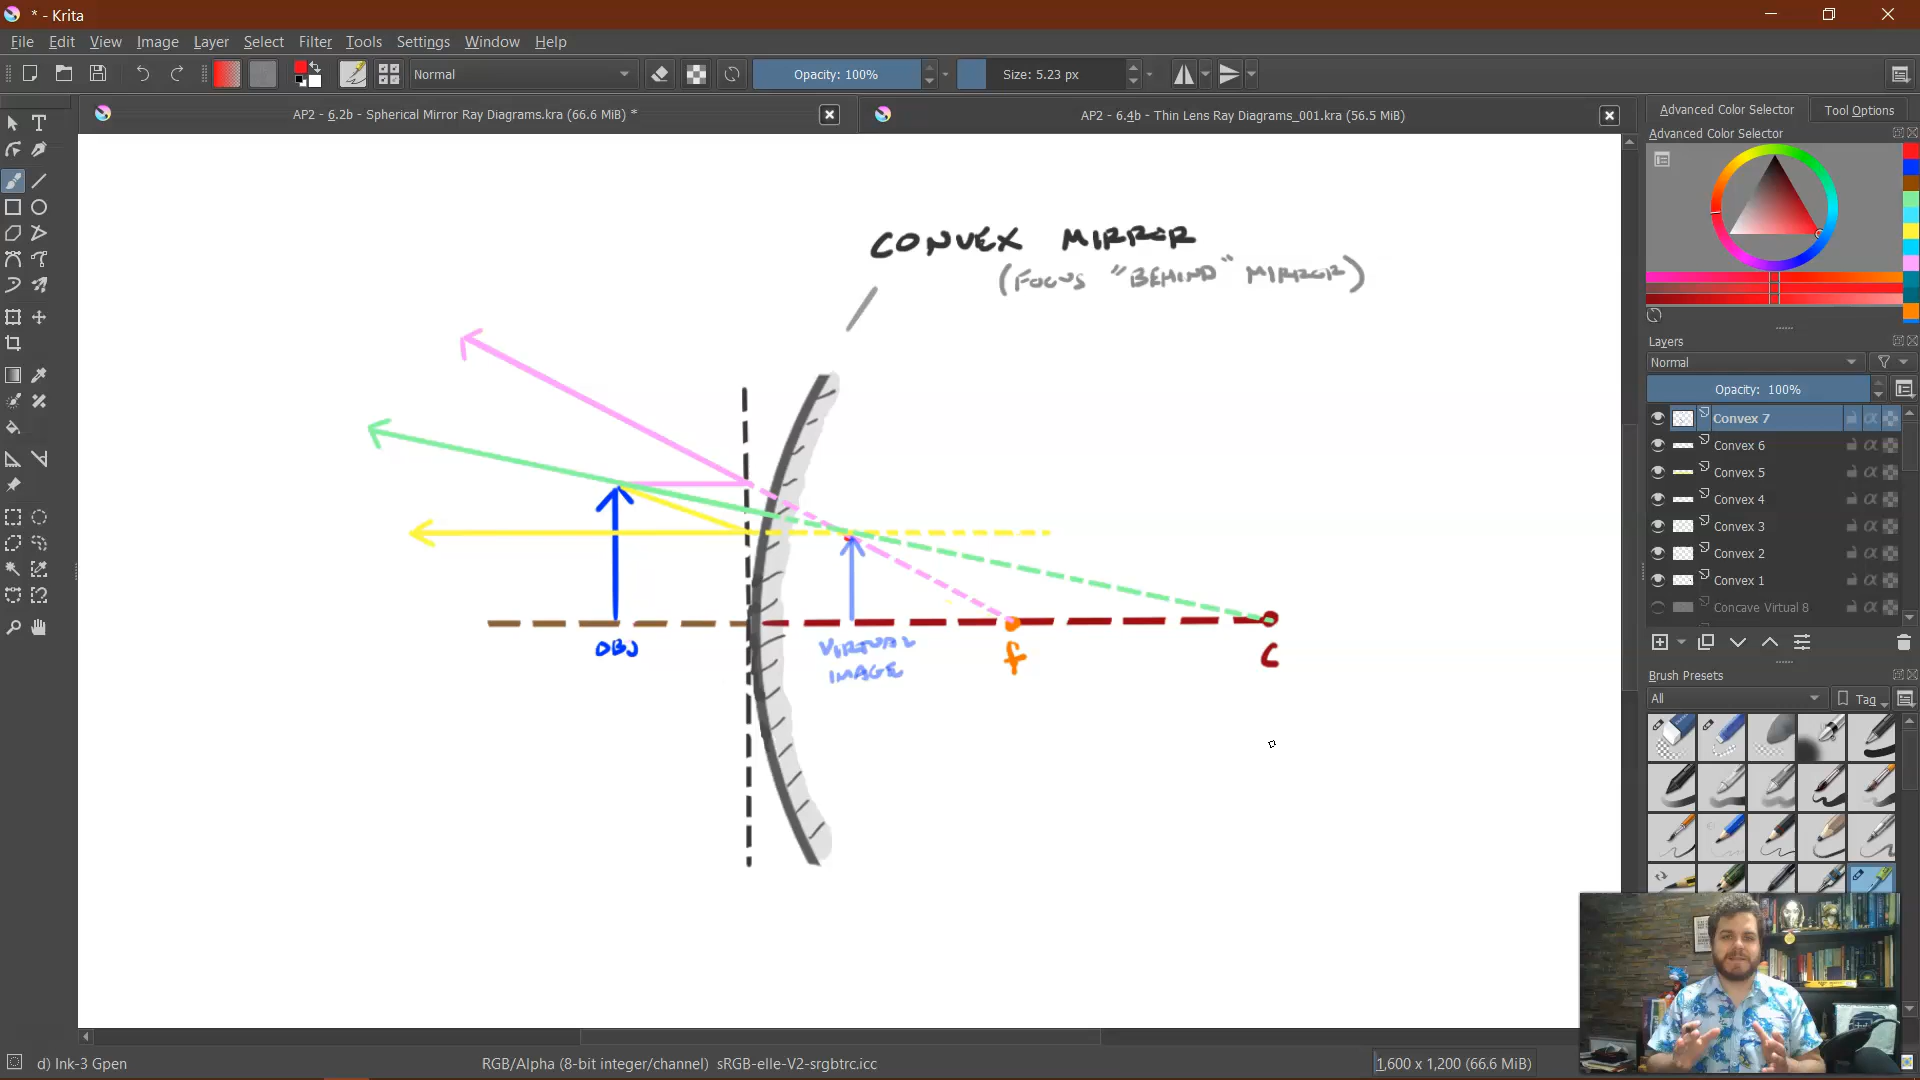 * - Krita
File Edit View Image Layer Select Filter Tools Settings Window Help
Normal Opacity: 100% Size: 5.23 px
AP2 - 6.2b - Spherical Mirror Ray Diagrams.kra (66.6 MiB) *
AP2 - 6.4b - Thin Lens Ray Diagrams_001.kra (56.5 MiB)
Advanced Color Selector Tool Options
Advanced Color Selector
CONVEX MIRROR
(FOCUS "BEHIND" MIRROR)
OBJ
VIRTUAL
IMAGE
f
C
Layers
Normal
Opacity: 100%
Convex 7
Convex 6
Convex 5
Convex 4
Convex 3
Convex 2
Convex 1
Concave Virtual 8
Brush Presets
All Tag
d) Ink-3 Gpen
RGB/Alpha (8-bit integer/channel) sRGB-elle-V2-srgbtrc.icc
1,600 x 1,200 (66.6 MiB)